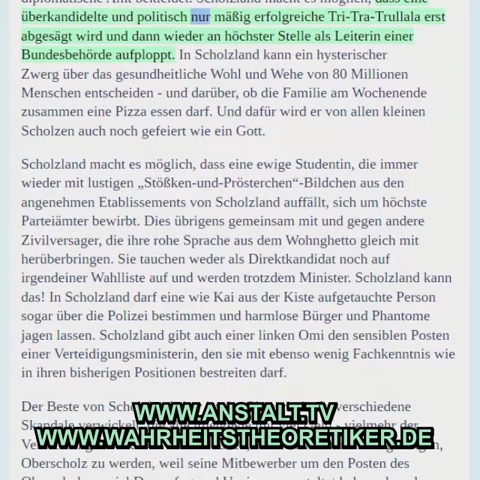 überkandidelte und politisch nur mäßig erfolgreiche Tri-Tra-Trullala erst
abgesägt wird und dann wieder an höchster Stelle als Leiterin einer
Bundesbehörde aufploppt. In Scholzland kann ein hysterischer
Zwerg über das gesundheitliche Wohl und Wehe von 80 Millionen
Menschen entscheiden - und darüber, ob die Familie am Wochenende
zusammen eine Pizza essen darf. Und dafür wird er von allen kleinen
Scholzen auch noch gefeiert wie ein Gott.
Scholzland macht es möglich, dass eine ewige Studentin, die immer
wieder mit lustigen „Stößken-und-Prösterchen“-Bildchen aus den
angenehmen Etablissements von Scholzland auffällt, sich um höchste
Parteiämter bewirbt. Dies übrigens gemeinsam mit und gegen andere
Zivilversager, die ihre rohe Sprache aus dem Wohnghetto gleich mit
herüberbringen. Sie tauchen weder als Direktkandidat noch auf
irgendeiner Wahlliste auf und werden trotzdem Minister. Scholzland kann
das! In Scholzland darf eine wie Kai aus der Kiste aufgetauchte Person
sogar über die Polizei bestimmen und harmlose Bürger und Phantome
jagen lassen. Scholzland gibt auch einer linken Omi den sensiblen Posten
einer Verteidigungsministerin, den sie mit ebenso wenig Fachkenntnis wie
in ihren bisherigen Positionen bestreiten darf.
Der Beste von verschiedene
WWW.ANSTALT.TV
Skandale vielmehr der
WWW.WAHRHEITSTHEORETIKER.DE
Oberscholz zu werden, weil seine Mitbewerber um den Posten des